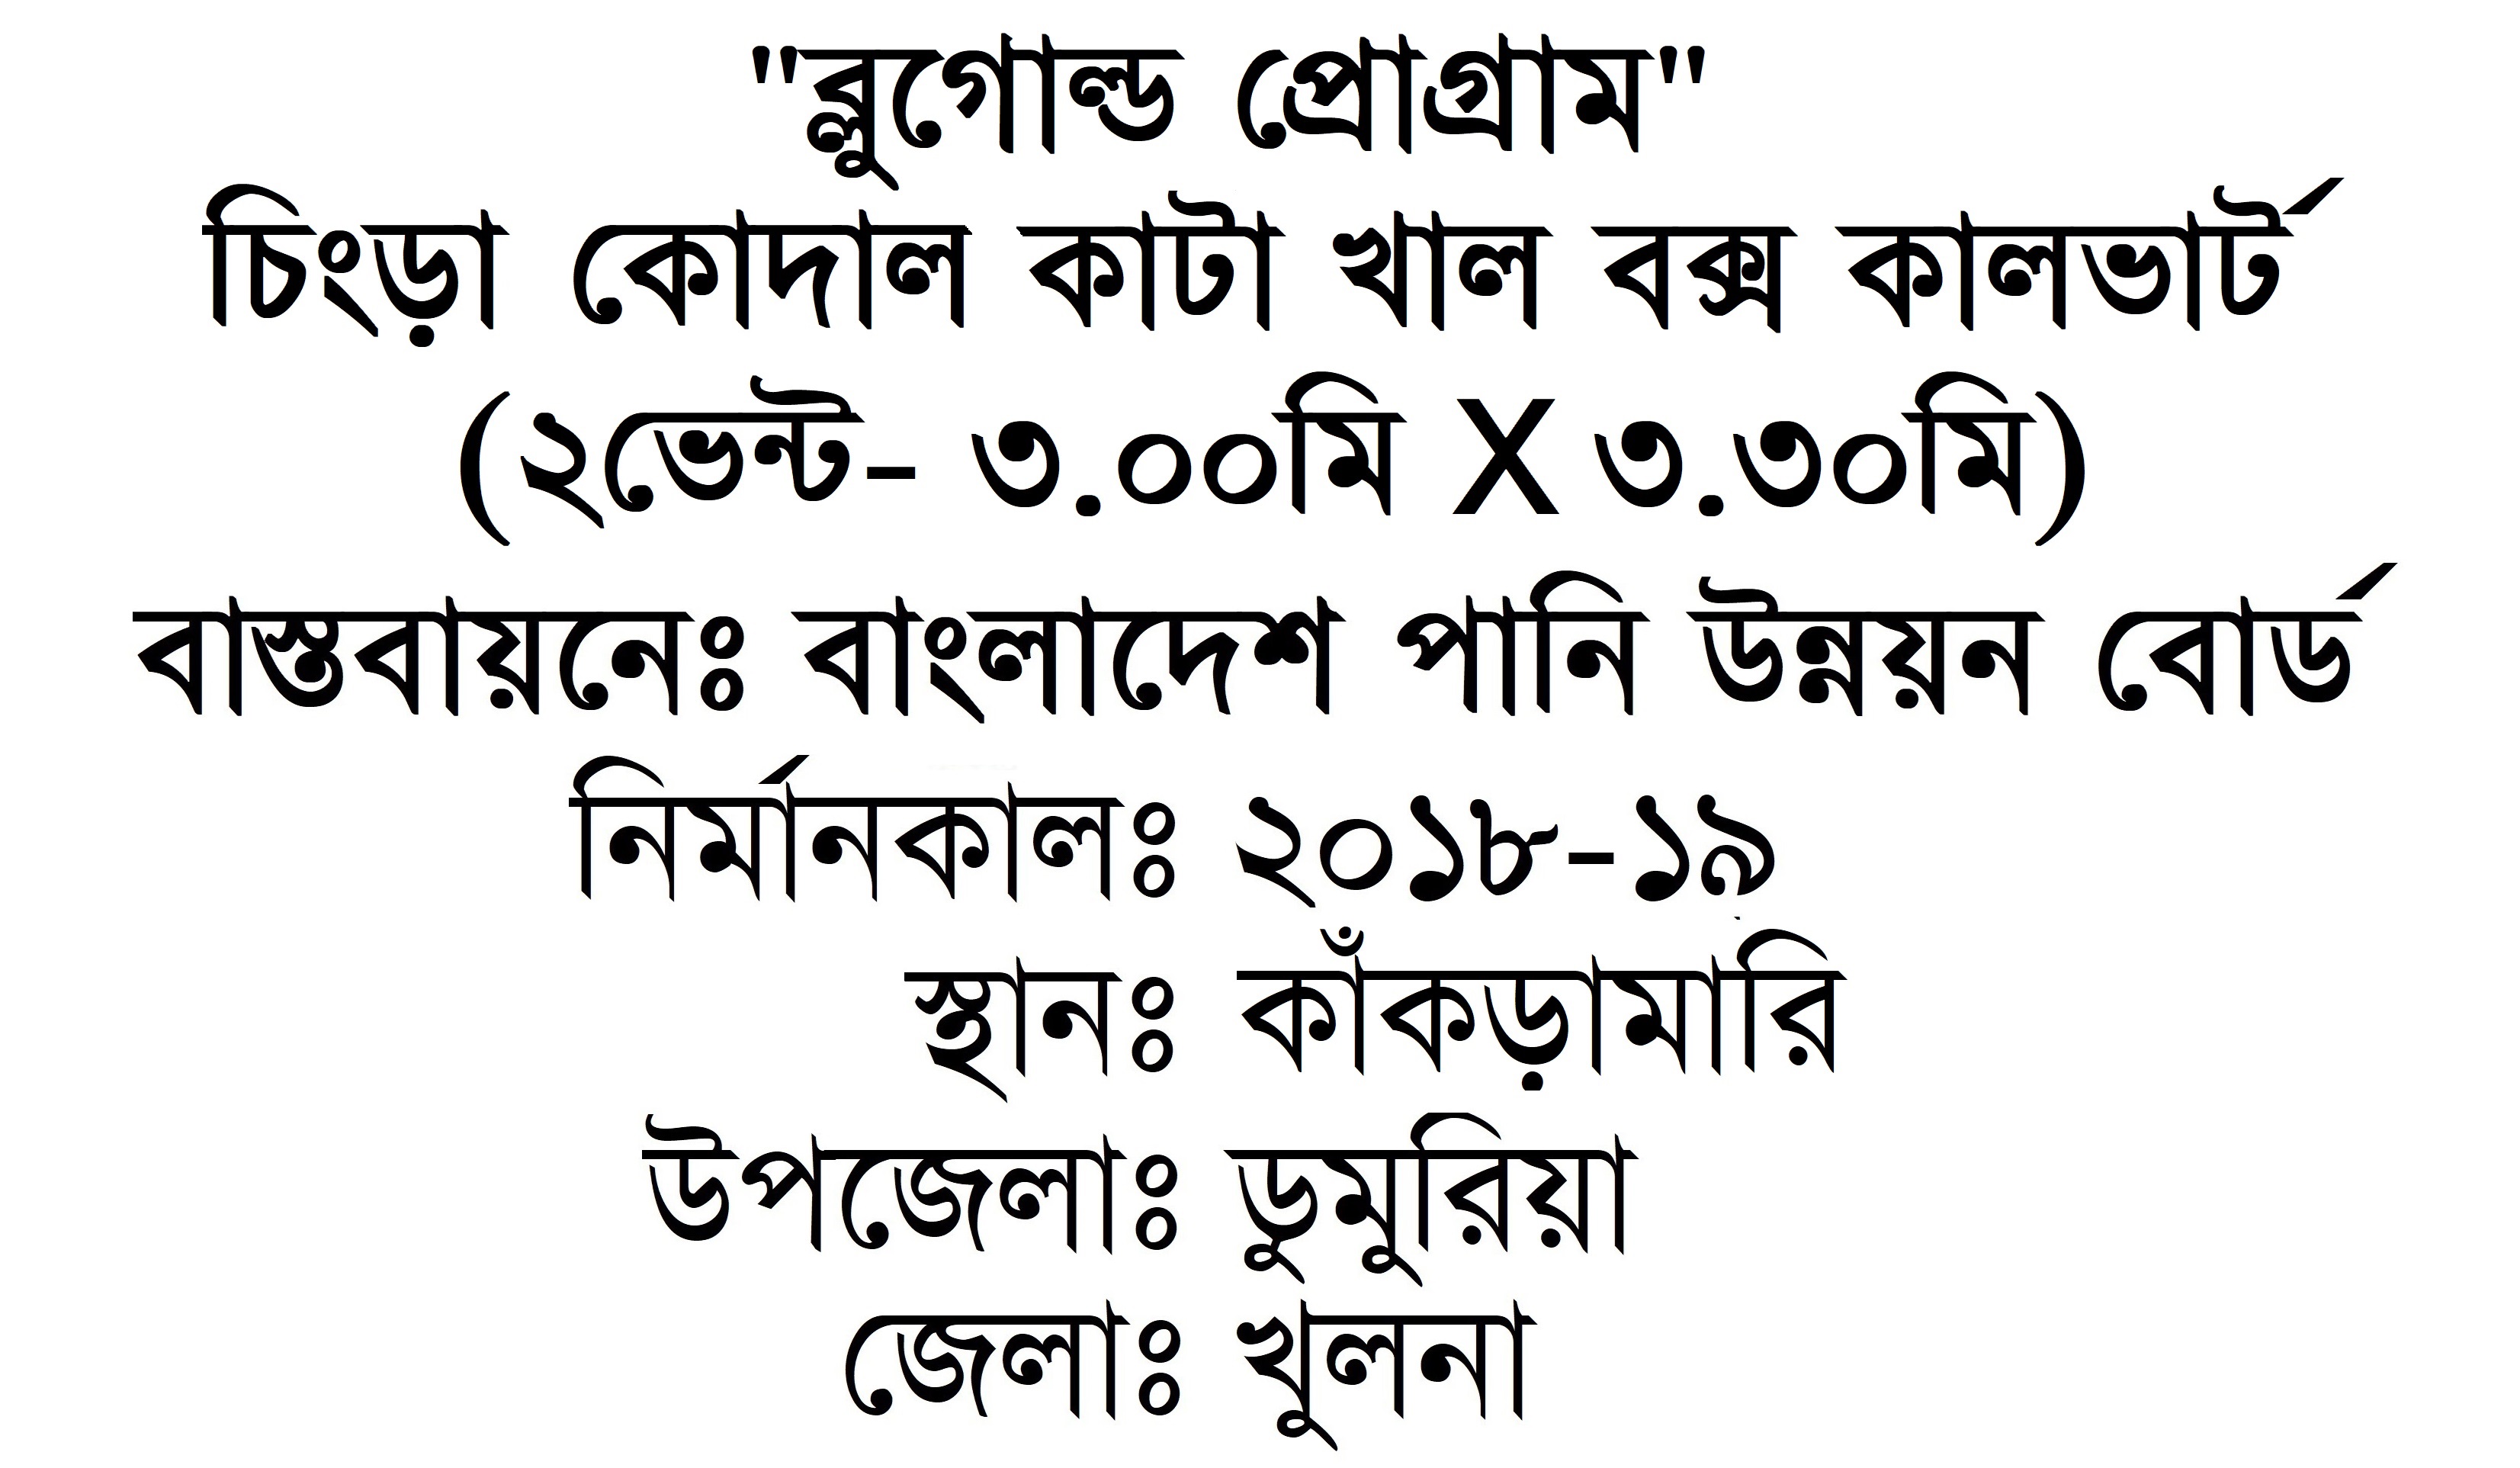 "ব্লুগোল্ড প্রোগ্রাম"
চিংড়া কোদাল কাটা খাল বক্স কালভার্ট
(২ভেন্ট- ৩.০০মি X ৩.৩০মি)
বাস্তবায়নেঃ বাংলাদেশ পানি উন্নয়ন বোর্ড
নির্মানকালঃ ২০১৮-১৯
স্থানঃ কাঁকড়ামারি
উপজেলাঃ ডুমুরিয়া
জেলাঃ খুলনা